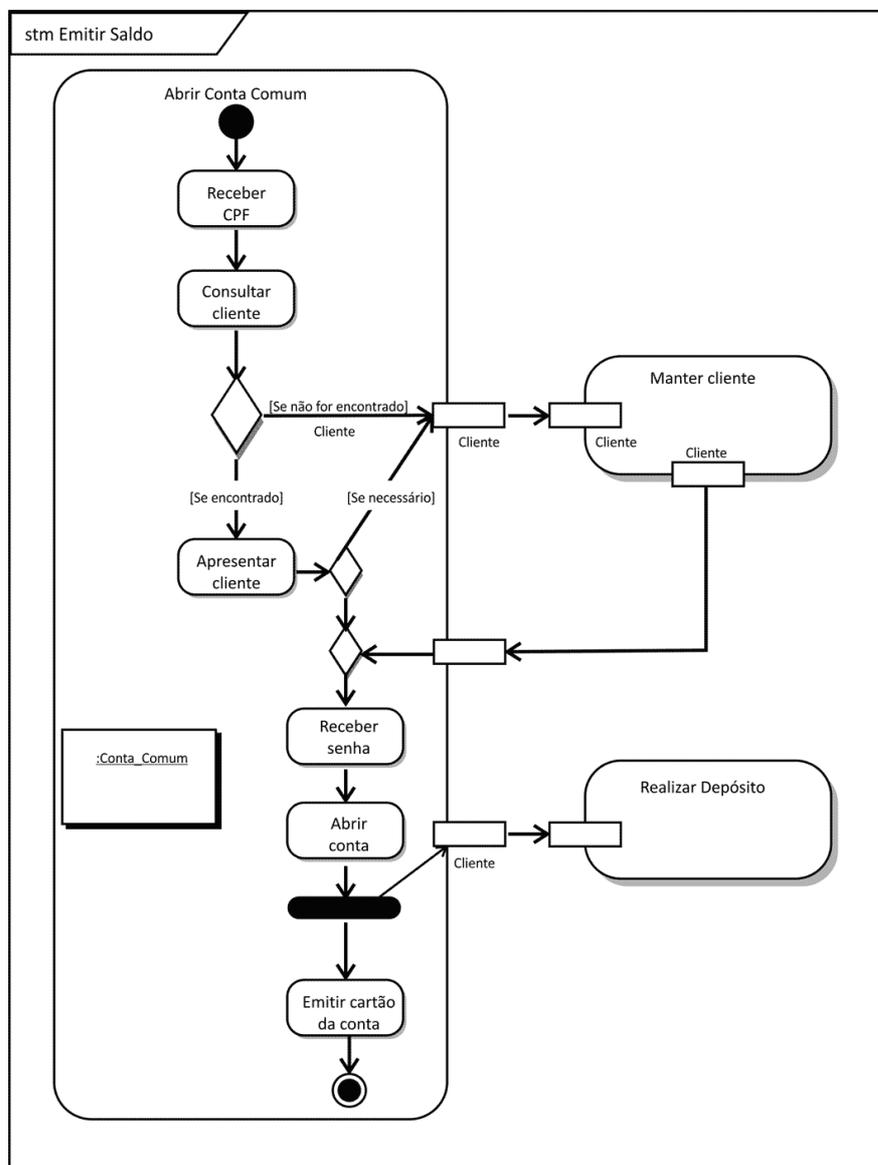 stm Emitir Saldo
Abrir Conta Comum
Receber
CPF
Consultar
cliente
[Se não for encontrado]
Cliente
Cliente
Manter cliente
Cliente
Cliente
[Se encontrado]
[Se necessário]
Apresentar
cliente
Receber
senha
:Conta_Comum
Realizar Depósito
Abrir
conta
Cliente
Emitir cartão
da conta